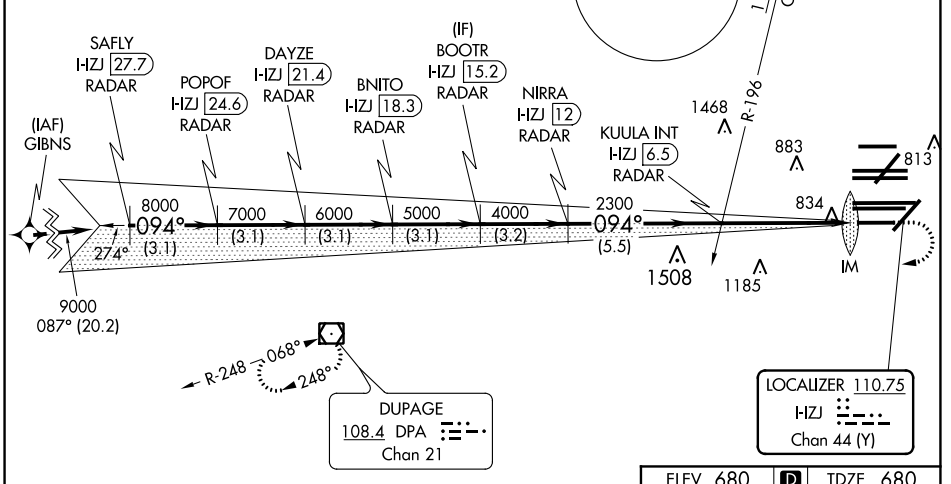 SAFLY
I-IZJ 27.7
RADAR
POPOF
I-IZJ 24.6
RADAR
DAYZE
I-IZJ 21.4
RADAR
BNITO
I-IZJ 18.3
RADAR
(IF)
BOOTR
I-IZJ 15.2
RADAR
NIRRA
I-IZJ 12
RADAR
KUULA INT
I-IZJ 6.5
RADAR
(IAF)
GIBNS
R-196
1468
883
813
834
8000
094°
(3.1)
7000
(3.1)
6000
(3.1)
5000
(3.1)
4000
(3.2)
2300
094°
(5.5)
274°
9000
087° (20.2)
1508
1185
IM
R-248
068°
248°
DUPAGE
108.4 DPA
Chan 21
LOCALIZER 110.75
I-IZJ
Chan 44 (Y)
ELEV 680 D TDZE 680